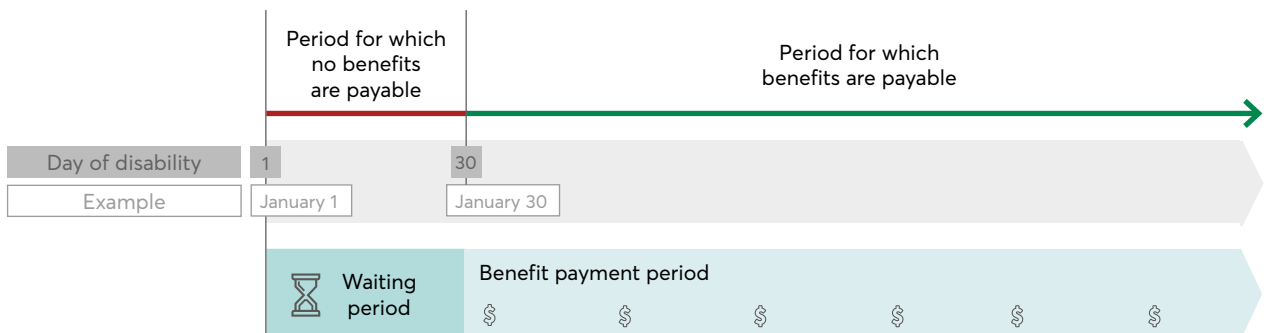 Period for which
no benefits
are payable
Period for which
benefits are payable
Day of disability 1 30
Example January 1 January 30
Waiting
period
Benefit payment period
$ $ $ $ $ $